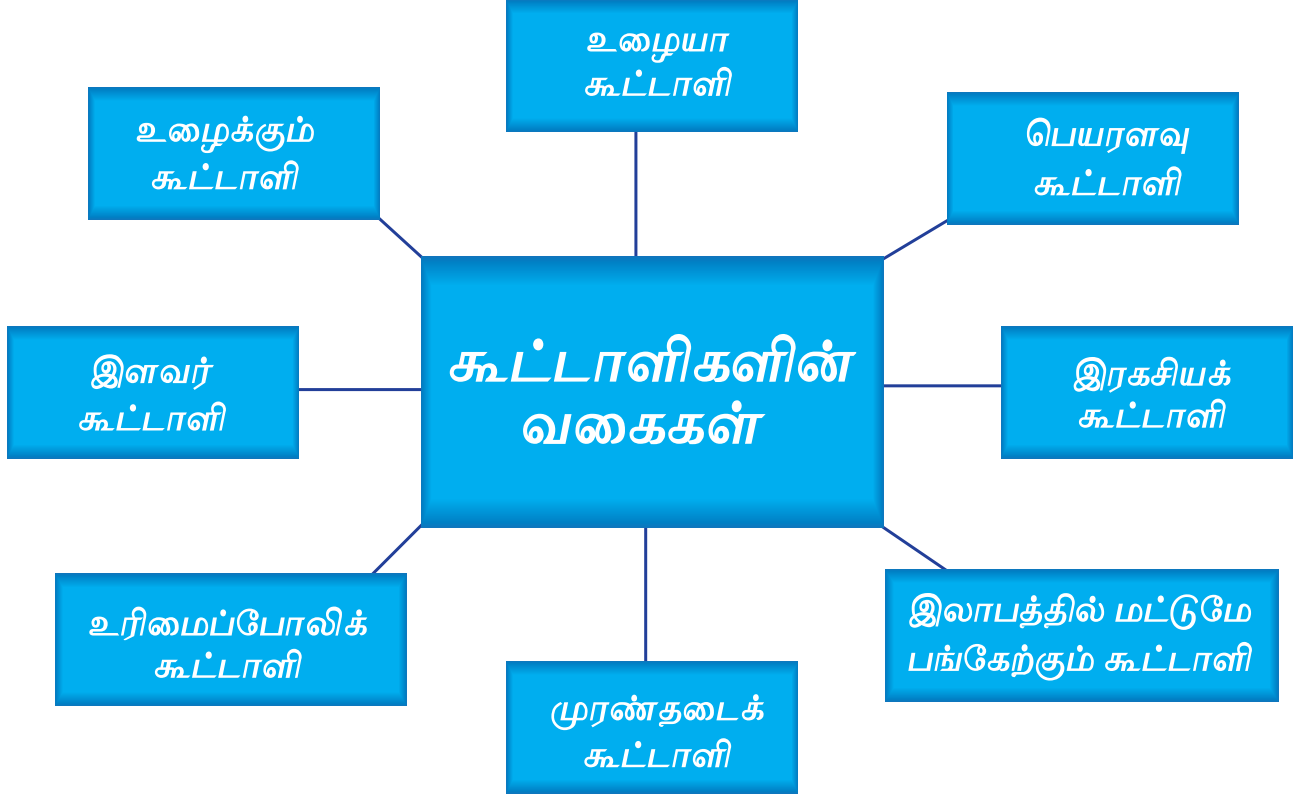 உழையா
கூட்டாளி
உழைக்கும்
கூட்டாளி
பெயரளவு
கூட்டாளி
கூட்டாளிகளின்
வகைகள்
இளவர்
கூட்டாளி
இரகசியக்
கூட்டாளி
உரிமைப்போலிக்
கூட்டாளி
இலாபத்தில் மட்டுமே
பங்கேற்கும் கூட்டாளி
முரண்தடைக்
கூட்டாளி